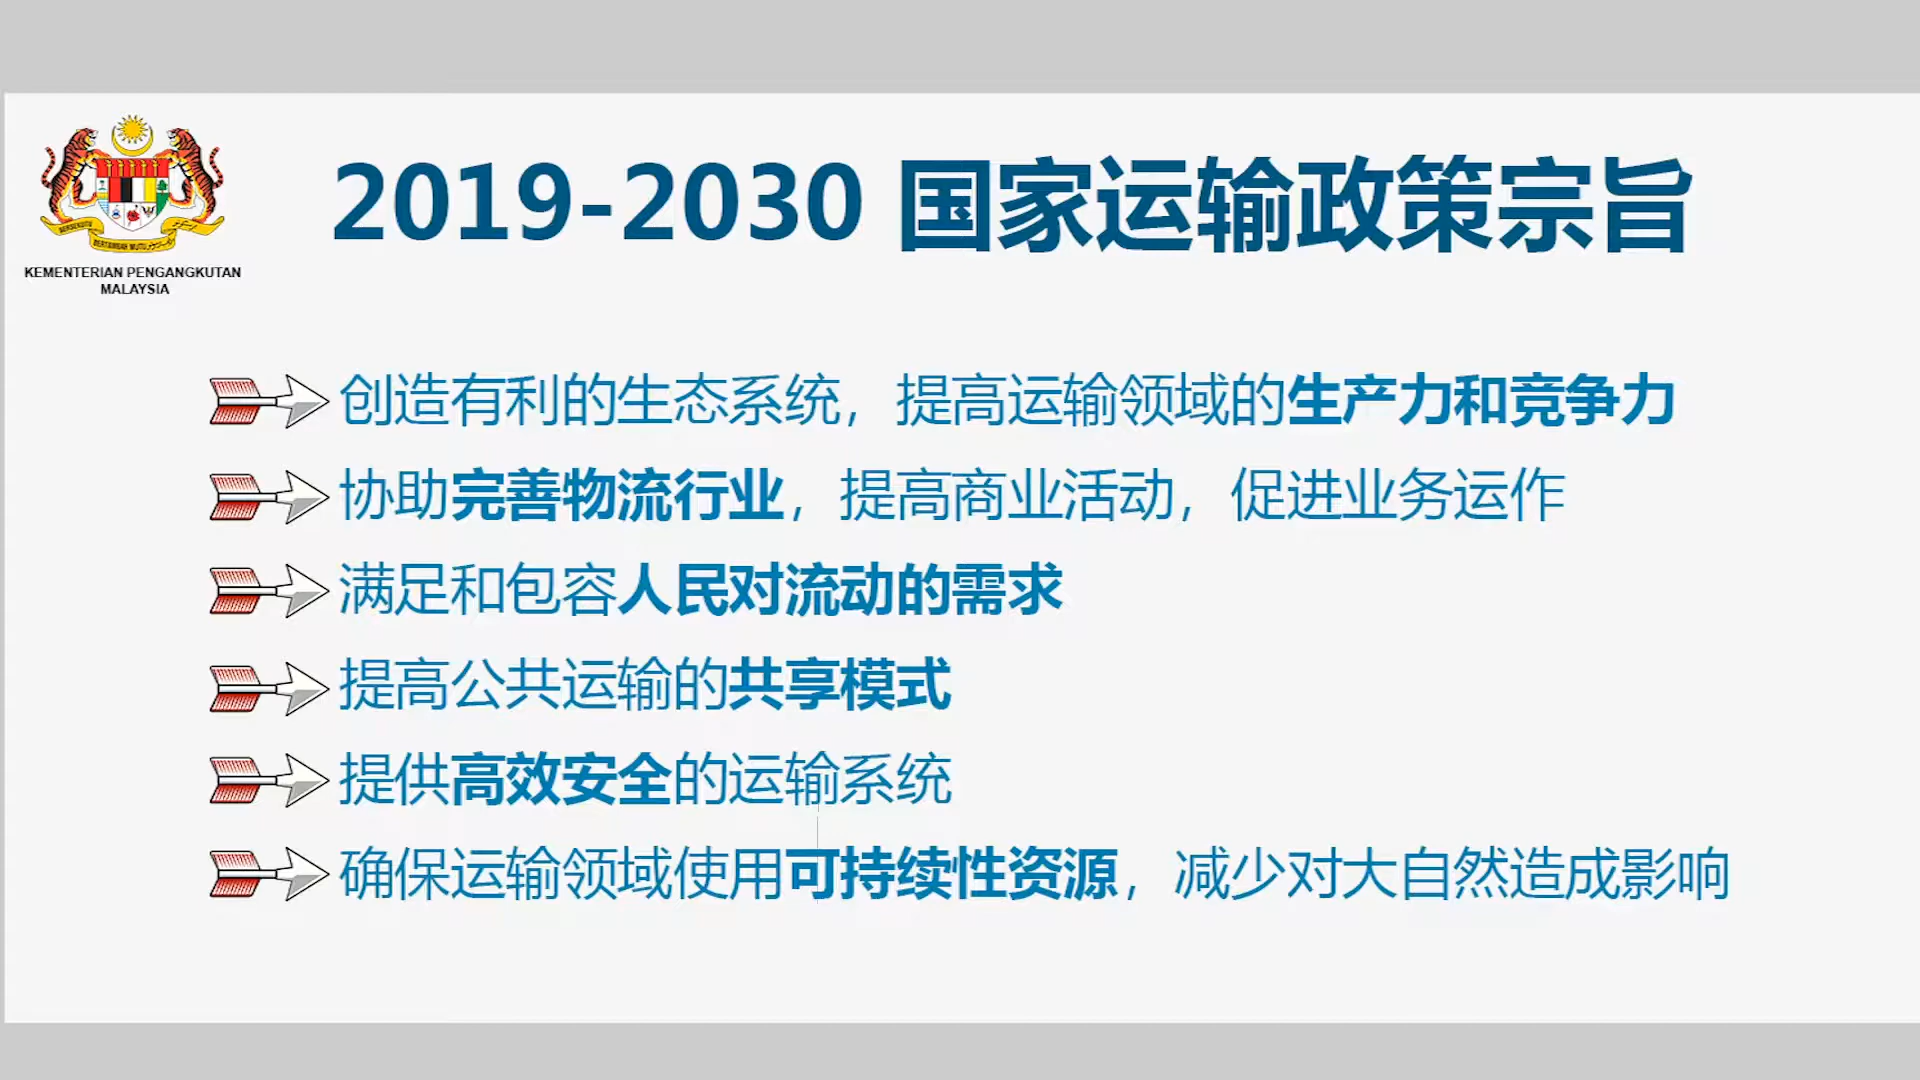 KEMENTERIAN PENGANGKUTAN
MALAYSIA
2019-2030 国家运输政策宗旨
创造有利的生态系统，提高运输领域的生产力和竞争力
协助完善物流行业，提高商业活动，促进业务运作
满足和包容人民对流动的需求
提高公共运输的共享模式
提供高效安全的运输系统
确保运输领域使用可持续性资源，减少对大自然造成影响